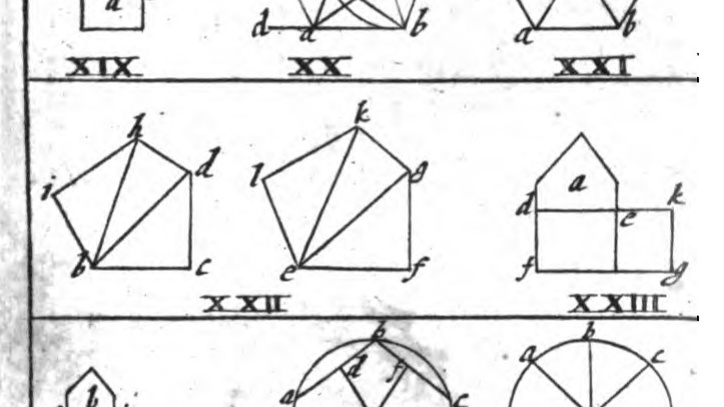 a
d a b
a b
XIX XX XXI
h k
d g
i l a
d e k
b c e f f g
XXII XXIII
b b
a d f c a c
b